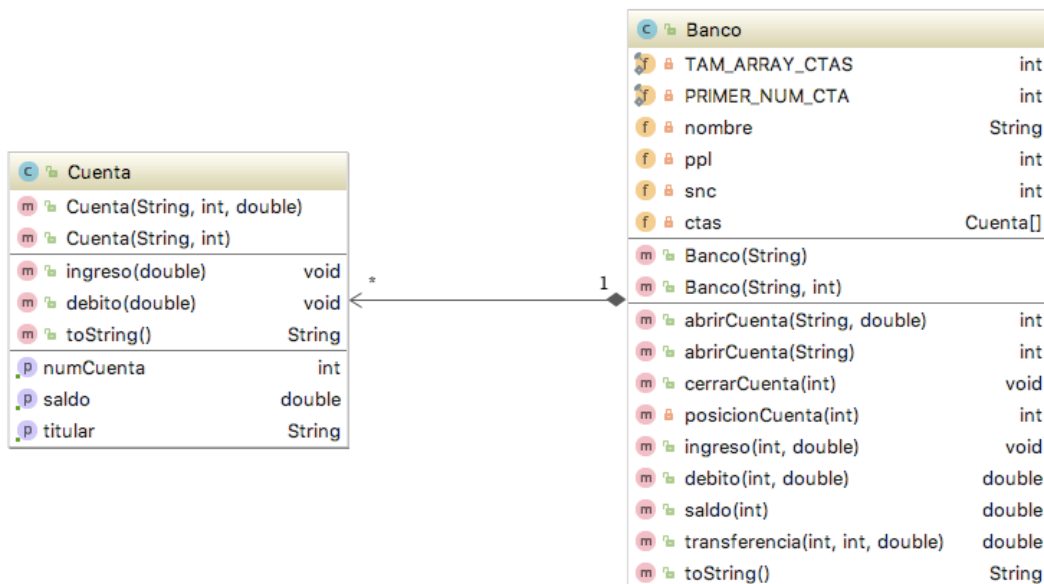 Cuenta
Cuenta(String, int, double)
Cuenta(String, int)
ingreso(double) void
debito(double) void
toString() String
numCuenta int
saldo double
titular String
* 1
Banco
TAM_ARRAY_CTAS int
PRIMER_NUM_CTA int
nombre String
ppl int
snc int
ctas Cuenta[]
Banco(String)
Banco(String, int)
abrirCuenta(String, double) int
abrirCuenta(String) int
cerrarCuenta(int) void
posicionCuenta(int) int
ingreso(int, double) void
debito(int, double) double
saldo(int) double
transferencia(int, int, double) double
toString() String